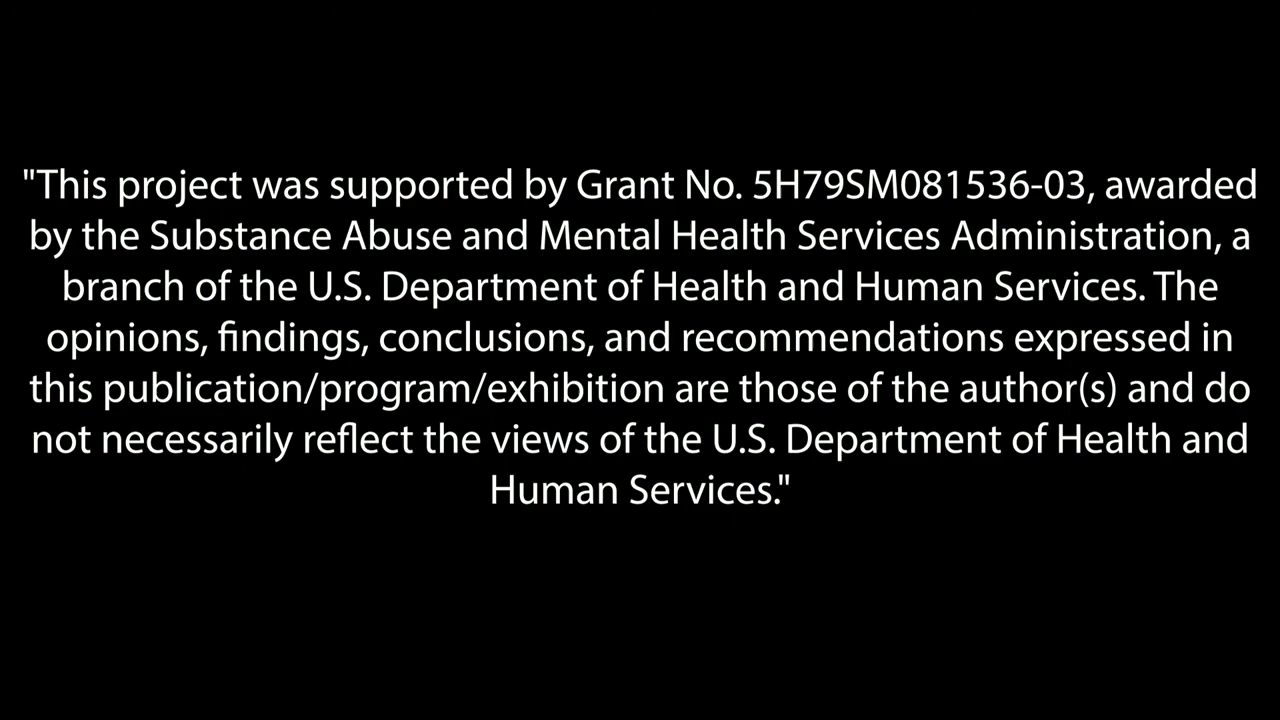 "This project was supported by Grant No. 5H79SM081536-03, awarded
by the Substance Abuse and Mental Health Services Administration, a
branch of the U.S. Department of Health and Human Services. The
opinions, findings, conclusions, and recommendations expressed in
this publication/program/exhibition are those of the author(s) and do
not necessarily reflect the views of the U.S. Department of Health and
Human Services."